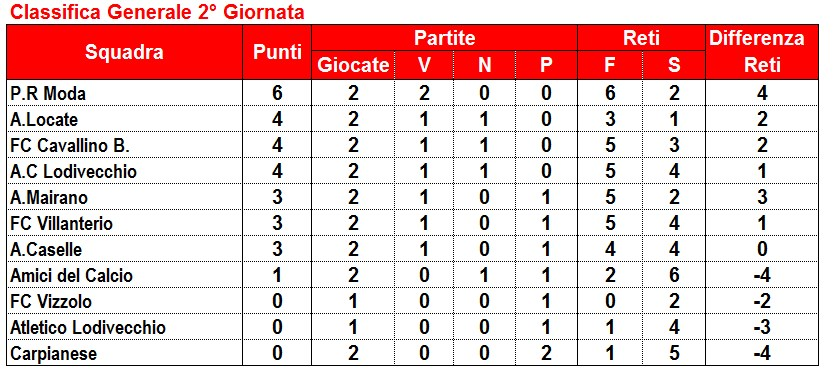 Classifica Generale 2° Giornata
Squadra Punti Partite Reti Differenza Reti
Giocate V N P F S
P.R Moda 6 2 2 0 0 6 2 4
A.Locate 4 2 1 1 0 3 1 2
FC Cavallino B. 4 2 1 1 0 5 3 2
A.C Lodivecchio 4 2 1 1 0 5 4 1
A.Mairano 3 2 1 0 1 5 2 3
FC Villanterio 3 2 1 0 1 5 4 1
A.Caselle 3 2 1 0 1 4 4 0
Amici del Calcio 1 2 0 1 1 2 6 -4
FC Vizzolo 0 1 0 0 1 0 2 -2
Atletico Lodivecchio 0 1 0 0 1 1 4 -3
Carpianese 0 2 0 0 2 1 5 -4